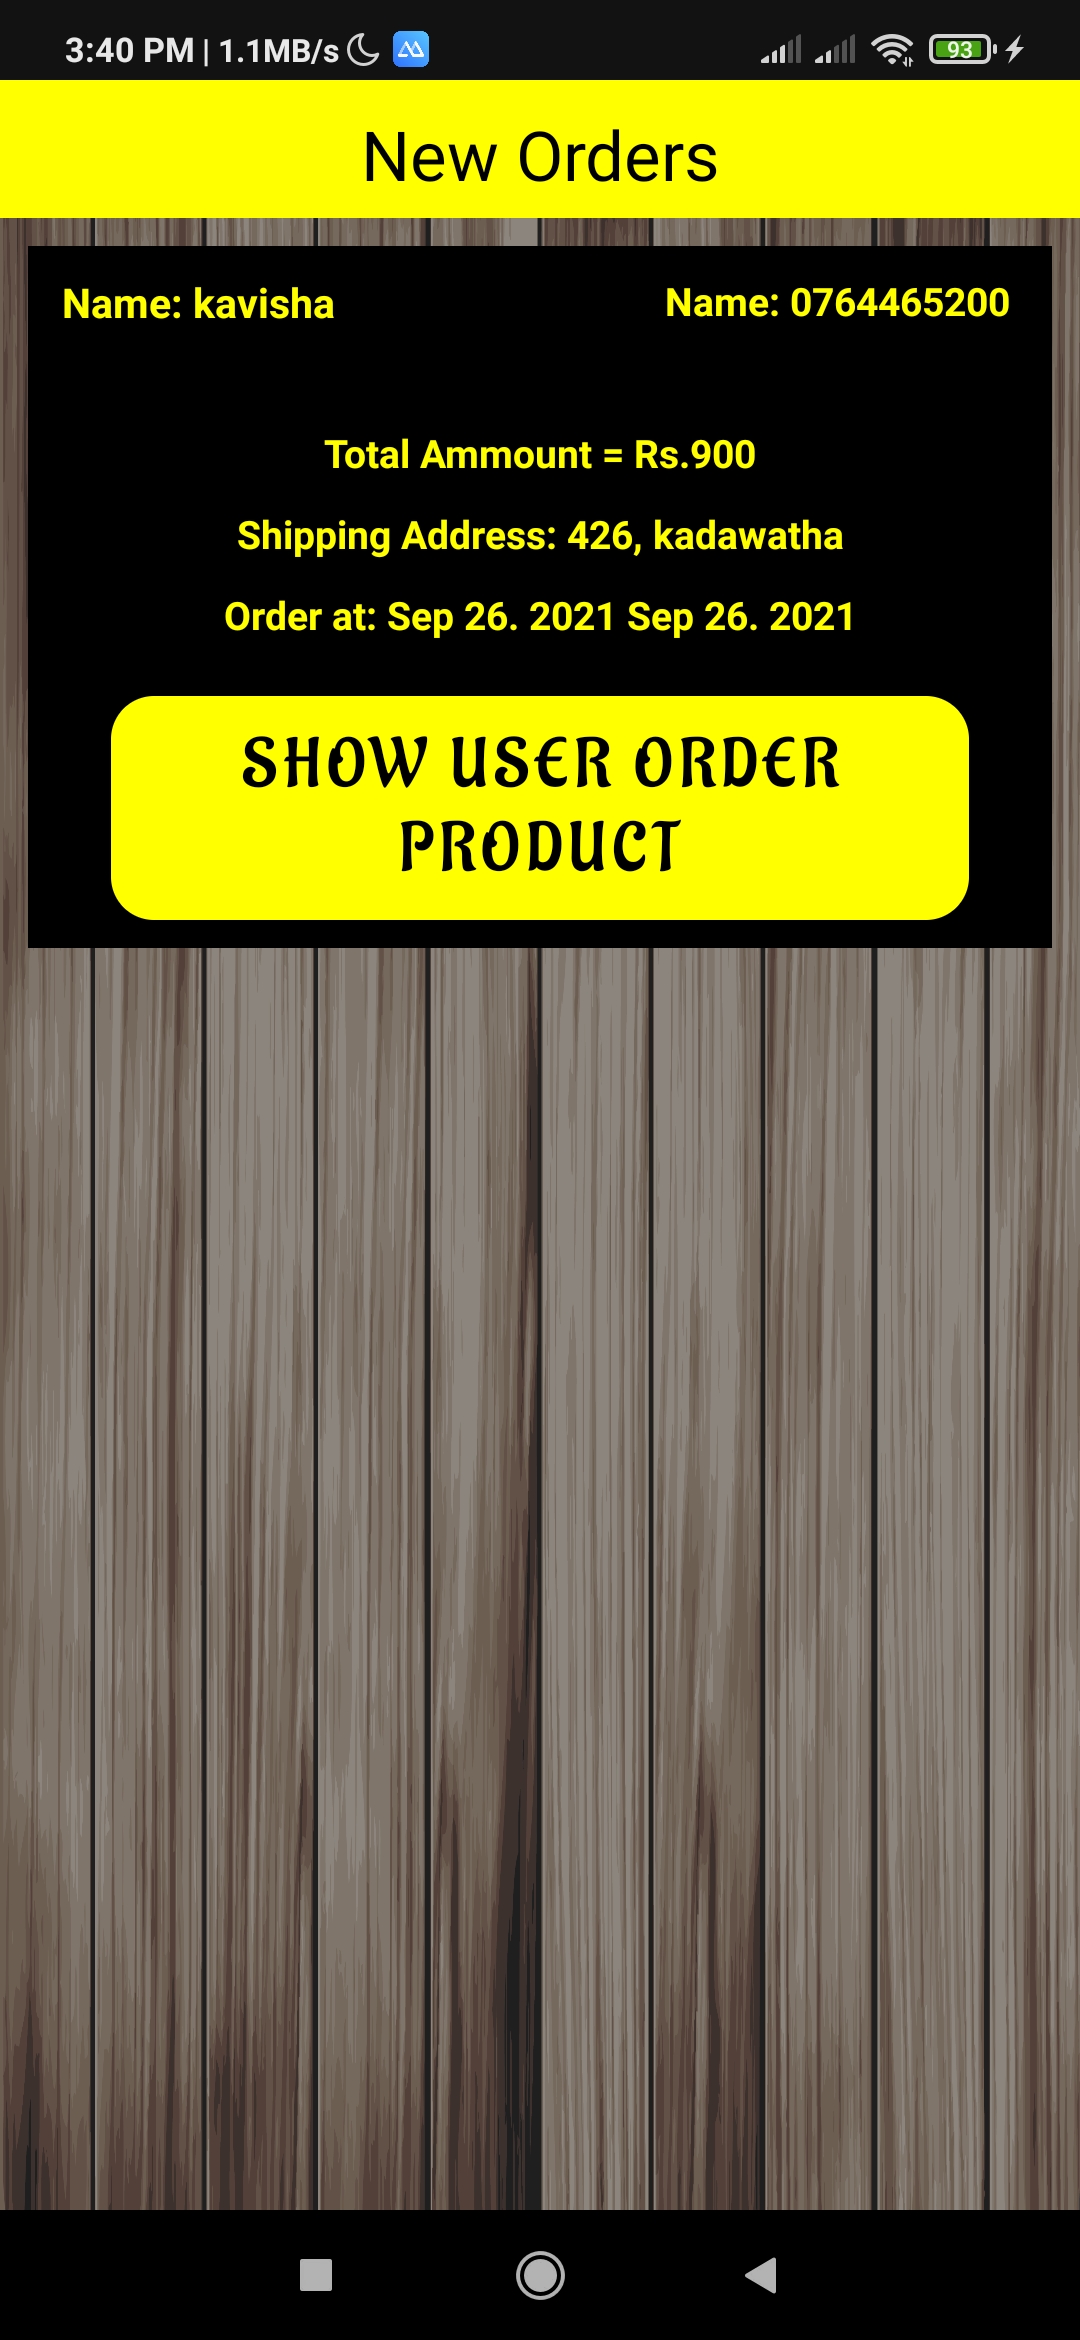 3:40 PM | 1.1MB/s
93
New Orders
Name: kavisha
Name: 0764465200
Total Ammount = Rs.900
Shipping Address: 426, kadawatha
Order at: Sep 26. 2021 Sep 26. 2021
SHOW USER ORDER
PRODUCT